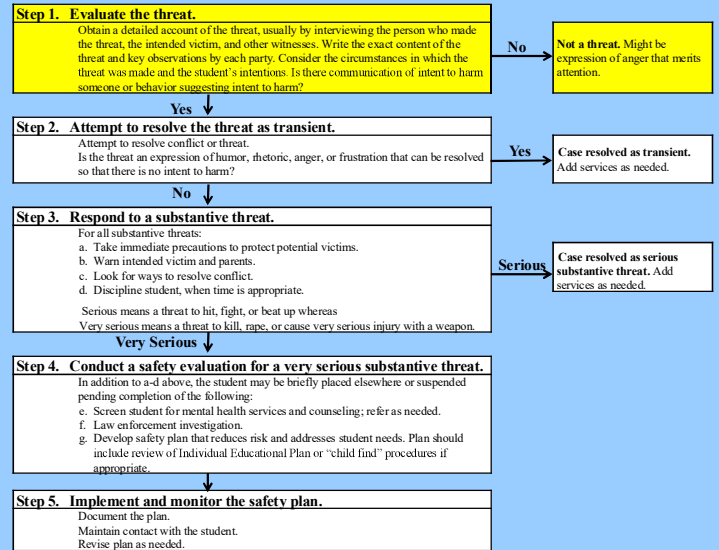 Step 1. Evaluate the threat.
Obtain a detailed account of the threat, usually by interviewing the person who made
the threat, the intended victim, and other witnesses. Write the exact content of the
threat and key observations by each party. Consider the circumstances in which the
threat was made and the student's intentions. Is there communication of intent to harm
someone or behavior suggesting intent to harm?
No
Not a threat. Might be
expression of anger that merits
attention.
Yes
Step 2. Attempt to resolve the threat as transient.
Attempt to resolve conflict or threat.
Is the threat an expression of humor, rhetoric, anger, or frustration that can be resolved
so that there is no intent to harm?
Yes
Case resolved as transient.
Add services as needed.
No
Step 3. Respond to a substantive threat.
For all substantive threats:
a. Take immediate precautions to protect potential victims.
b. Warn intended victim and parents.
c. Look for ways to resolve conflict.
d. Discipline student, when time is appropriate.
Serious means a threat to hit, fight, or beat up whereas
Very serious means a threat to kill, rape, or cause very serious injury with a weapon.
Serious
Case resolved as serious
substantive threat. Add
services as needed.
Very Serious
Step 4. Conduct a safety evaluation for a very serious substantive threat.
In addition to a-d above, the student may be briefly placed elsewhere or suspended
pending completion of the following:
e. Screen student for mental health services and counseling; refer as needed.
f. Law enforcement investigation.
g. Develop safety plan that reduces risk and addresses student needs. Plan should
include review of Individual Educational Plan or "child find" procedures if
appropriate.
Step 5. Implement and monitor the safety plan.
Document the plan.
Maintain contact with the student.
Revise plan as needed.